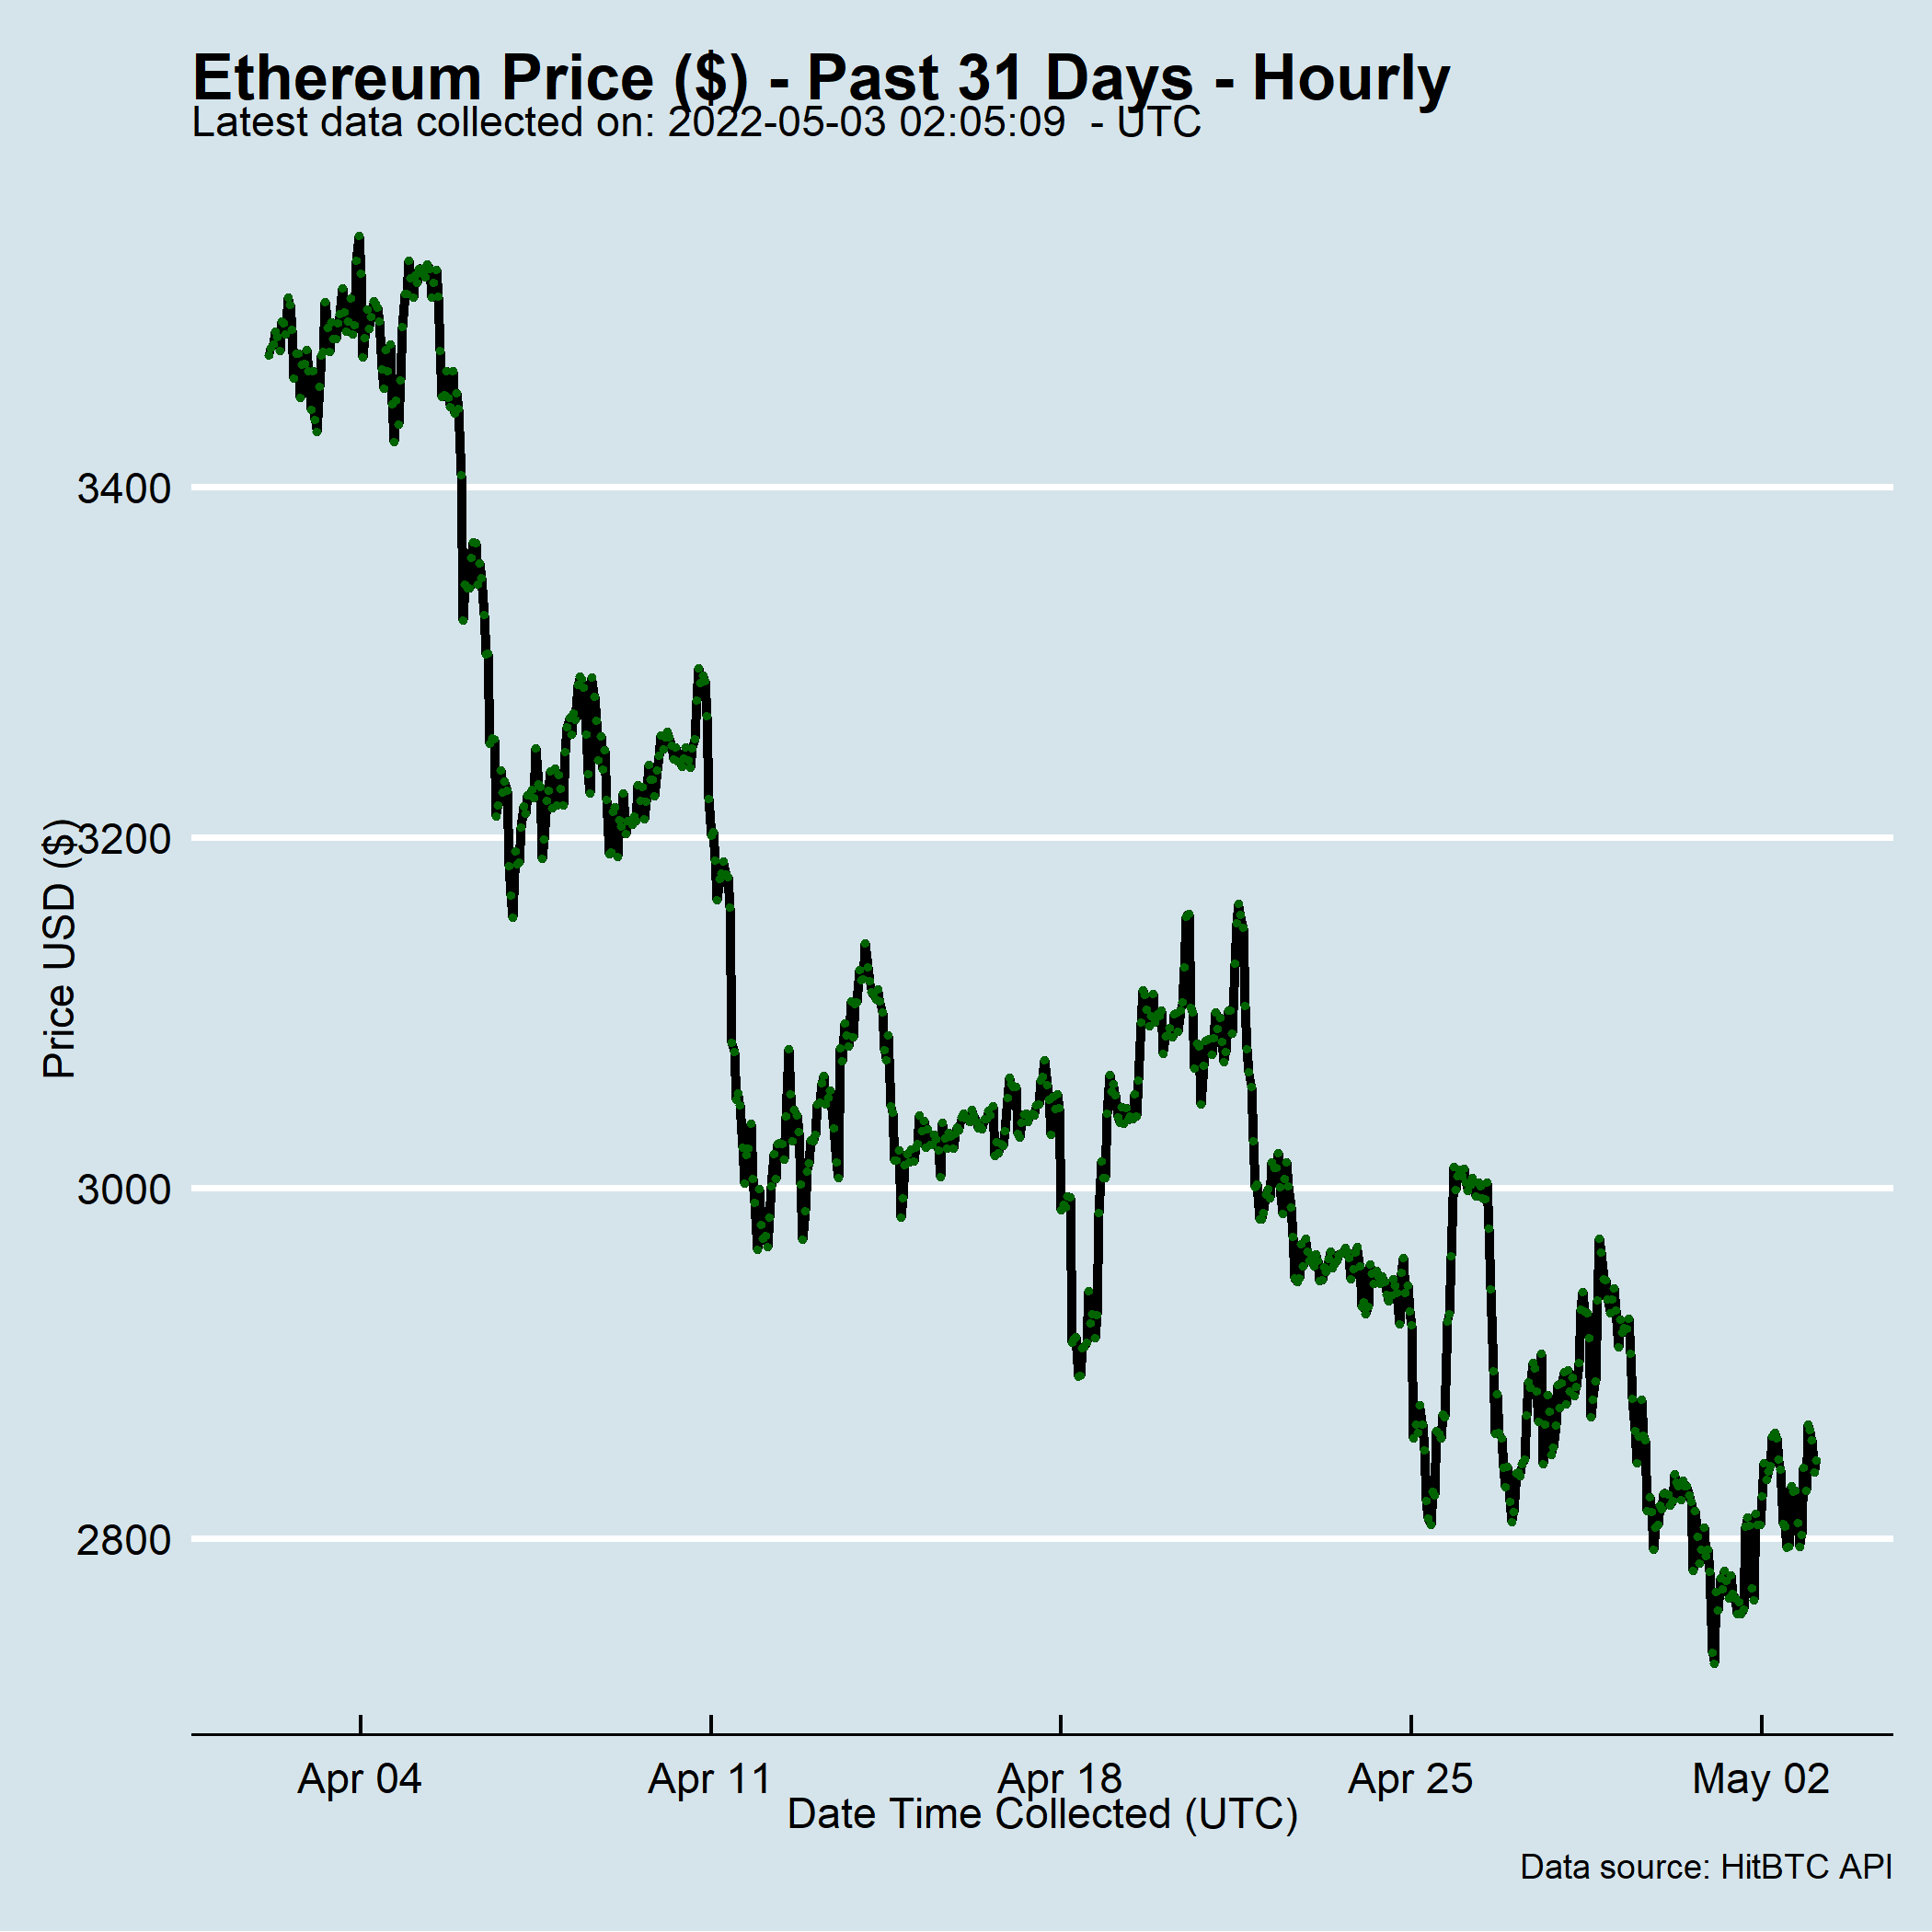 Ethereum Price ($) - Past 31 Days - Hourly
Latest data collected on: 2022-05-03 02:05:09  - UTC
3400
3200
3000
2800
Price USD ($)
Apr 04
Apr 11
Apr 18
Apr 25
May 02
Date Time Collected (UTC)
Data source: HitBTC API